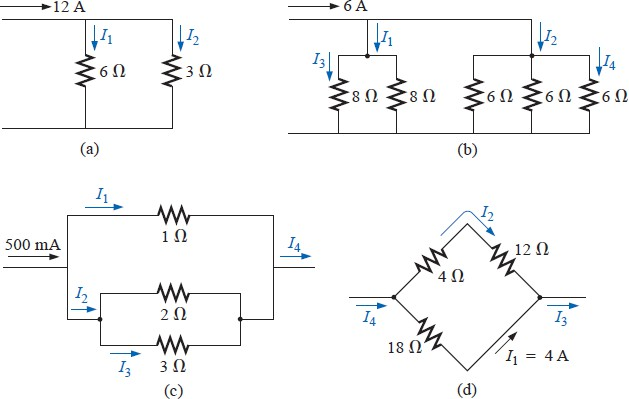 12 A
I1 I2
6 Ω 3 Ω
(a)
6 A
I1 I2
I3 I4
8 Ω 8 Ω 6 Ω 6 Ω 6 Ω
(b)
I1
1 Ω
500 mA I4
I2
2 Ω
I3 3 Ω
(c)
I2
12 Ω
4 Ω
I4 I3
18 Ω
I1 = 4 A
(d)